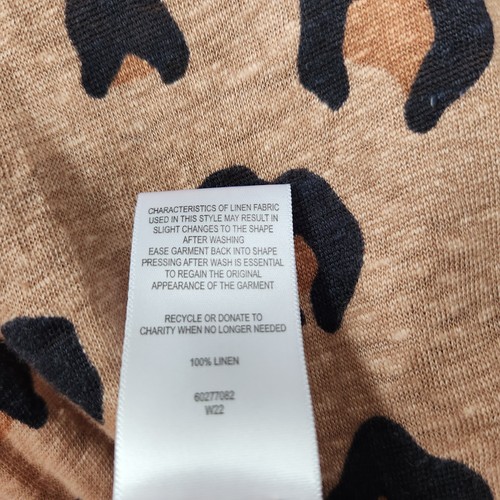 CHARACTERISTICS OF LINEN FABRIC
USED IN THIS STYLE MAY RESULT IN
SLIGHT CHANGES TO THE SHAPE
AFTER WASHING
EASE GARMENT BACK INTO SHAPE
PRESSING AFTER WASH IS ESSENTIAL
TO REGAIN THE ORIGINAL
APPEARANCE OF THE GARMENT
RECYCLE OR DONATE TO
CHARITY WHEN NO LONGER NEEDED
100% LINEN
60277082
W22